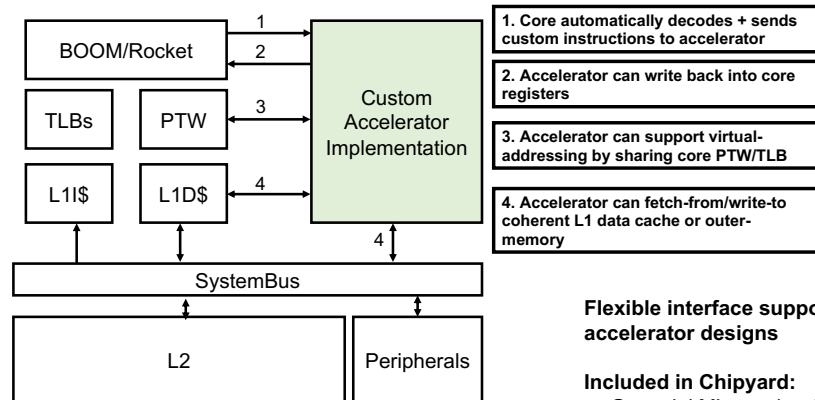 BOOM/Rocket
1
2
Custom
Accelerator
Implementation
TLBs
PTW
3
L1I$
L1D$
4
4
SystemBus
L2
Peripherals
1. Core automatically decodes + sends
custom instructions to accelerator
2. Accelerator can write back into core
registers
3. Accelerator can support virtual-
addressing by sharing core PTW/TLB
4. Accelerator can fetch-from/write-to
coherent L1 data cache or outer-
memory
Flexible interface
accelerator designs
Included in Chipyard: